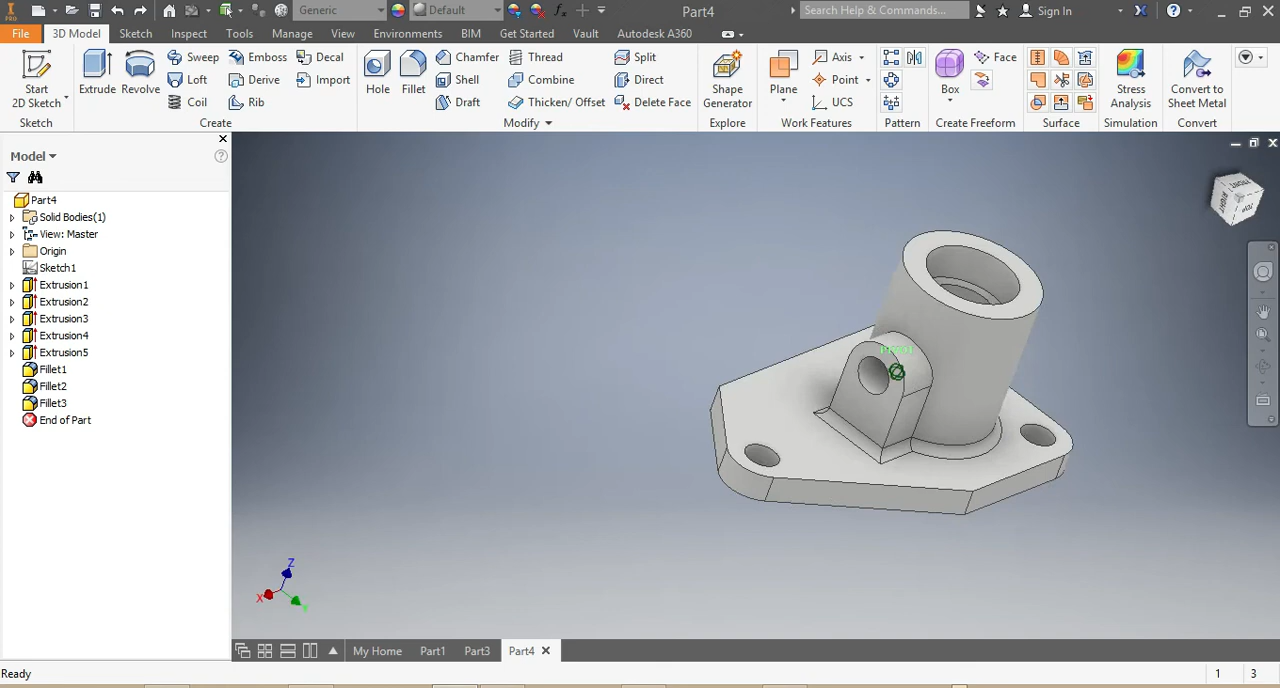 Generic
Default
Part4
Search Help & Commands...
Sign In
PRO
File
3D Model
Sketch
Inspect
Tools
Manage
View
Environments
BIM
Get Started
Vault
Autodesk A360
Start
2D Sketch
Extrude
Revolve
Sweep
Emboss
Decal
Loft
Derive
Import
Coil
Rib
Hole
Fillet
Chamfer
Thread
Split
Shell
Combine
Direct
Draft
Thicken/ Offset
Delete Face
Shape
Generator
Plane
Axis
Point
UCS
Box
Face
Stress
Analysis
Convert to
Sheet Metal
Sketch
Create
Modify
Explore
Work Features
Pattern
Create Freeform
Surface
Simulation
Convert
Model
Part4
Solid Bodies(1)
View: Master
Origin
Sketch1
Extrusion1
Extrusion2
Extrusion3
Extrusion4
Extrusion5
Fillet1
Fillet2
Fillet3
End of Part
FRONT
RIGHT
TOP
Z
X
Y
My Home
Part1
Part3
Part4
Ready
1
3